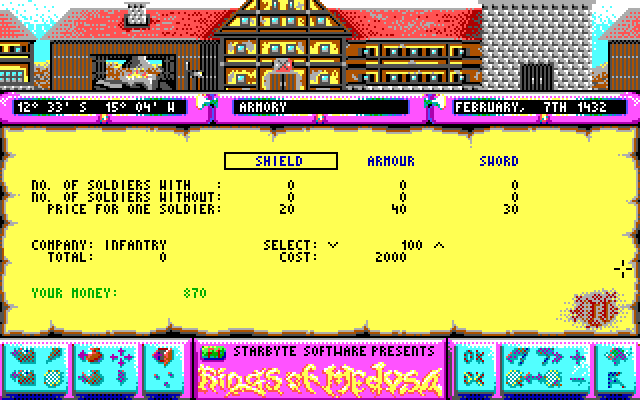 12° 33' S 15° 04' W ARMORY FEBRUARY, 7TH 1432
SHIELD ARMOUR SWORD
NO. OF SOLDIERS WITH : 0 0 0
NO. OF SOLDIERS WITHOUT: 0 0 0
PRICE FOR ONE SOLDIER: 20 40 30
COMPANY: INFANTRY SELECT: 100
TOTAL: 0 COST: 2000
YOUR MONEY: 870
STARBYTE SOFTWARE PRESENTS
Rings of Medusa
OK
OK